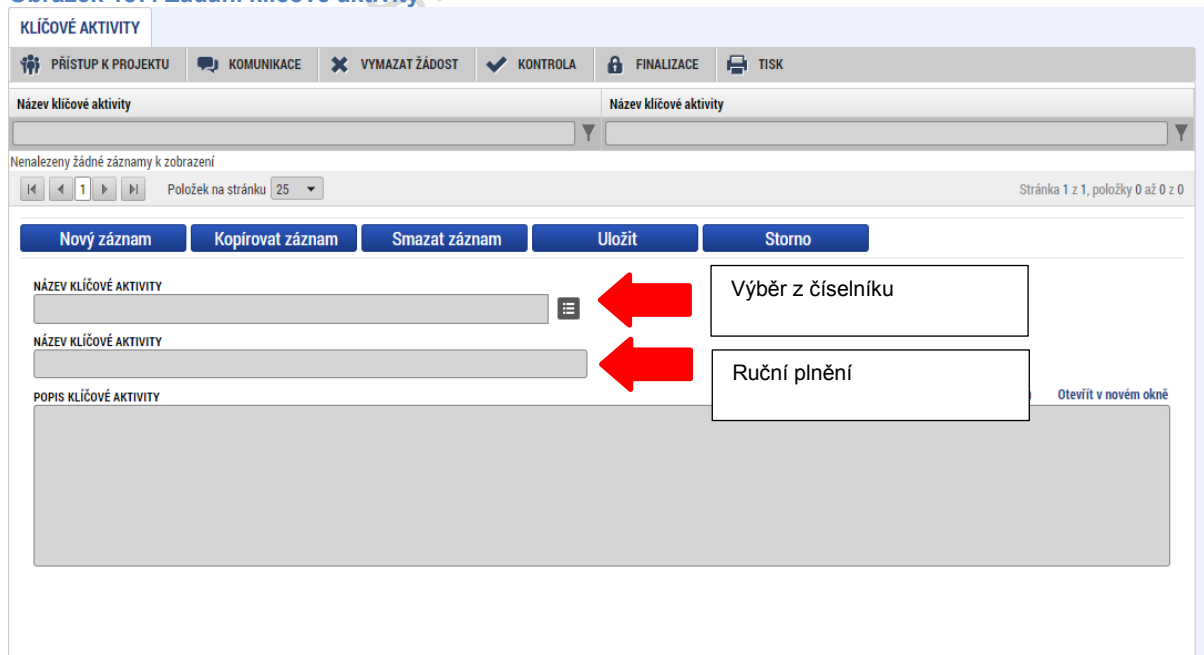 KLÍČOVÉ AKTIVITY
PŘÍSTUP K PROJEKTU KOMUNIKACE VYMAZAT ŽÁDOST KONTROLA FINALIZACE TISK
Název klíčové aktivity Název klíčové aktivity
Nenalezeny žádné záznamy k zobrazení
1 Položek na stránku 25 Stránka 1 z 1, položky 0 až 0 z 0
Nový záznam Kopírovat záznam Smazat záznam Uložit Storno
NÁZEV KLÍČOVÉ AKTIVITY
Výběr z číselníku
NÁZEV KLÍČOVÉ AKTIVITY
Ruční plnění
POPIS KLÍČOVÉ AKTIVITY Otevřít v novém okně